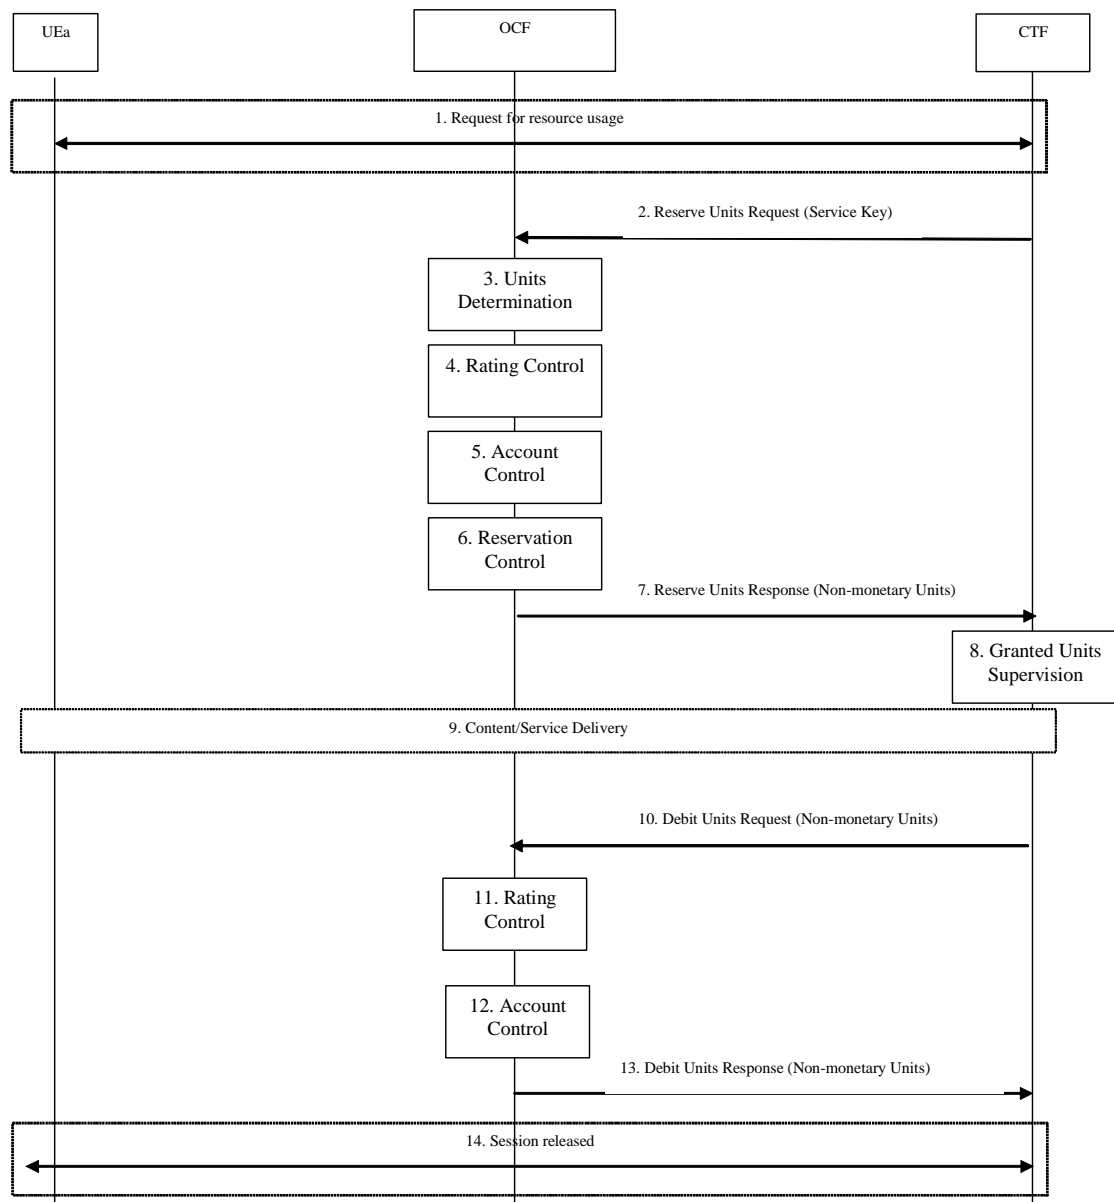 UEa
OCF
CTF
1. Request for resource usage
2. Reserve Units Request (Service Key)
3. Units
Determination
4. Rating Control
5. Account
Control
6. Reservation
Control
7. Reserve Units Response (Non-monetary Units)
8. Granted Units
Supervision
9. Content/Service Delivery
10. Debit Units Request (Non-monetary Units)
11. Rating
Control
12. Account
Control
13. Debit Units Response (Non-monetary Units)
14. Session released